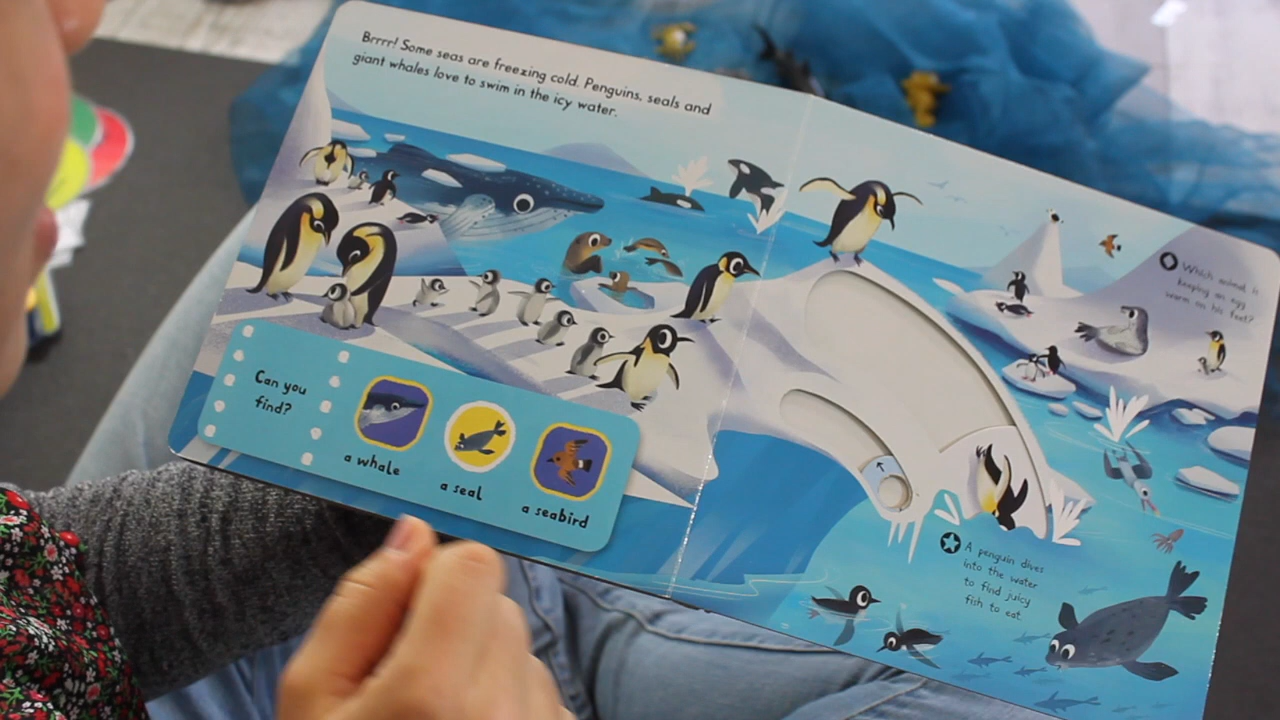 Brrrr! Some seas are freezing cold. Penguins, seals and
giant whales love to swim in the icy water.
Can you
find?
a whale
a seal
a seabird
Which animal is
keeping an egg
warm on his feet?
A penguin dives
into the water
to find juicy
fish to eat.